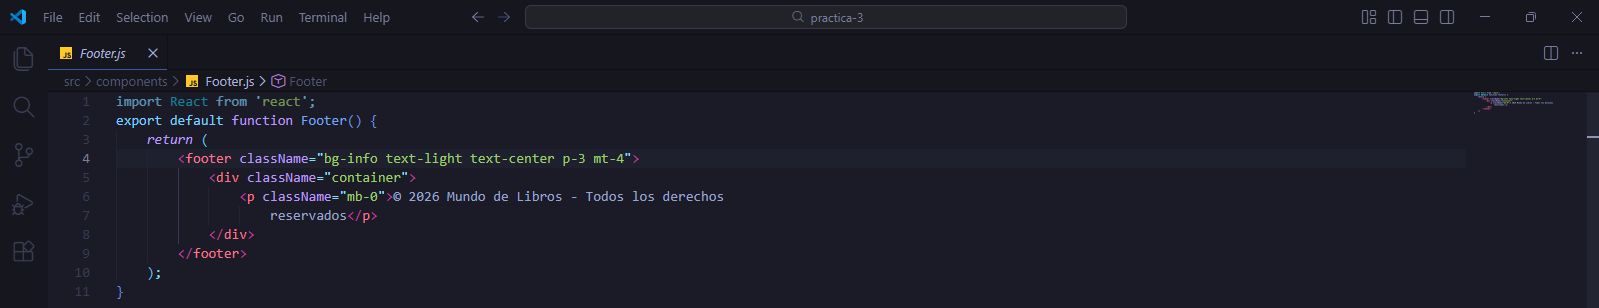 File Edit Selection View Go Run Terminal Help practica-3
JS Footer.js
src > components > JS Footer.js > Footer
1 import React from 'react';
2 export default function Footer() {
3 return (
4 <footer className="bg-info text-light text-center p-3 mt-4">
5 <div className="container">
6 <p className="mb-0">© 2026 Mundo de Libros - Todos los derechos
7 reservados</p>
8 </div>
9 </footer>
10 );
11 }